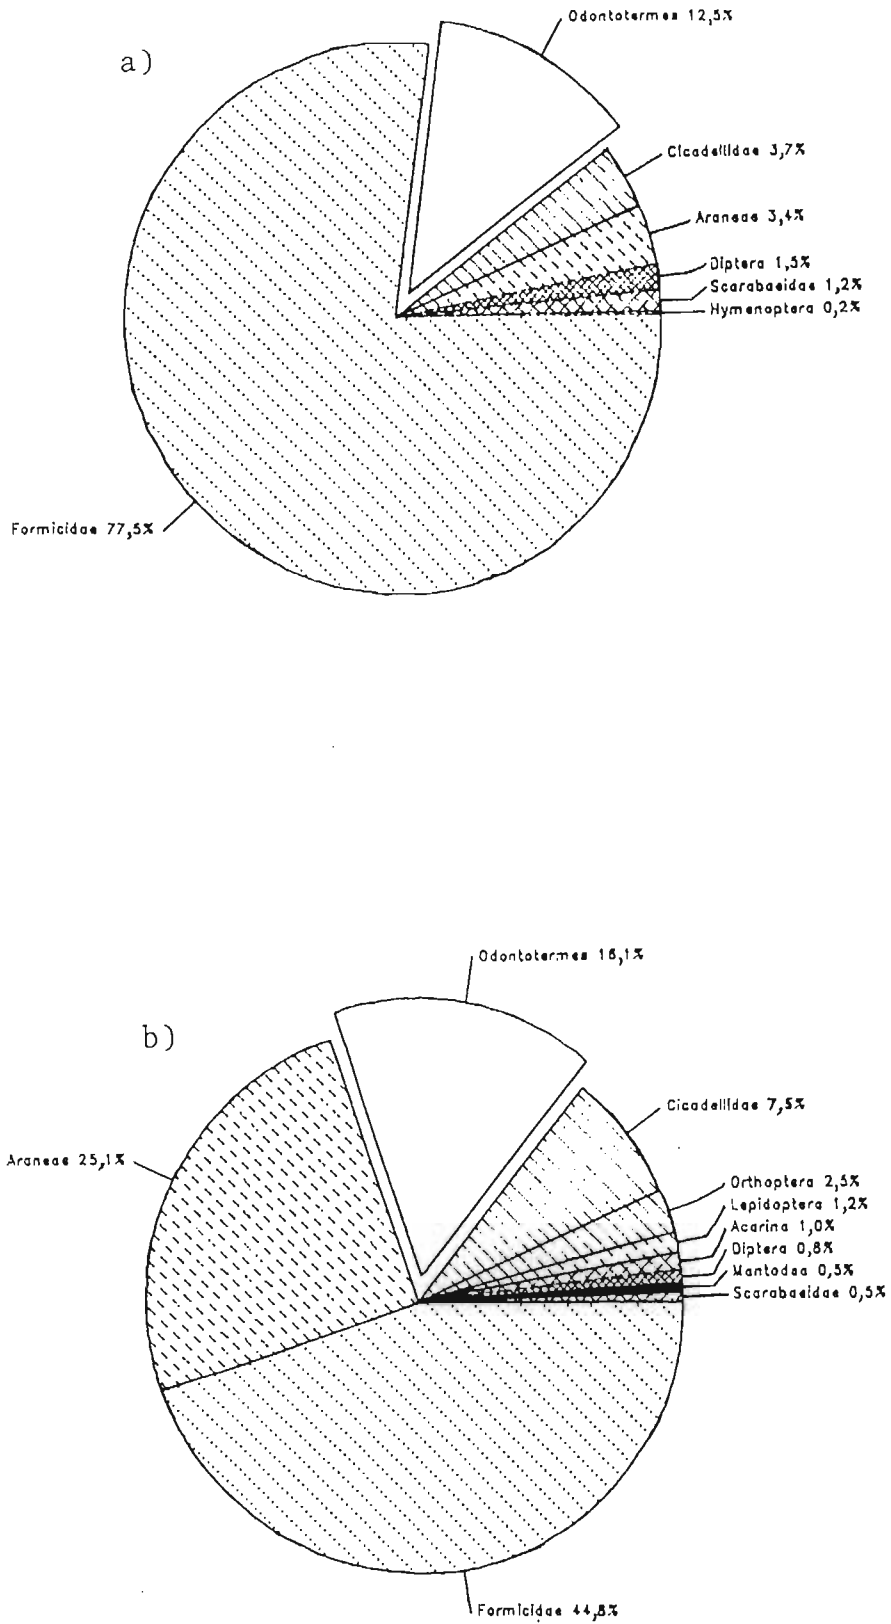 a)
Odontotermes 12,5%
Cicadellidae 3,7%
Araneae 3,4%
Diptera 1,5%
Scarabaeidae 1,2%
Hymenoptera 0,2%
Formicidae 77,5%
b)
Odontotermes 16,1%
Cicadellidae 7,5%
Araneae 25,1%
Orthoptera 2,5%
Lepidoptera 1,2%
Acarina 1,0%
Diptera 0,8%
Mantodea 0,5%
Scarabaeidae 0,5%
Formicidae 44,8%